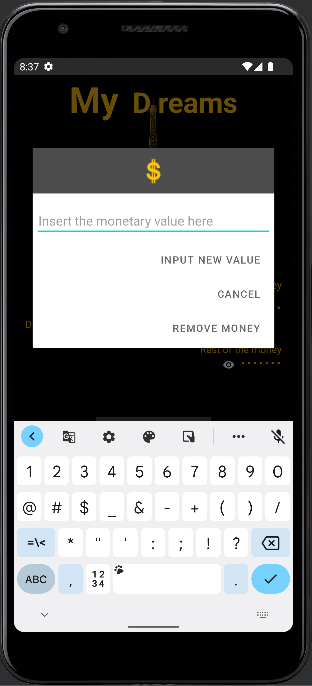 8:37
My Dreams
$
Insert the monetary value here
INPUT NEW VALUE
CANCEL
REMOVE MONEY
Rest of the money
1 2 3 4 5 6 7 8 9 0
@ # $ _ & - + ( ) /
=\< * " ' : ; ! ?
ABC , 12 34 .